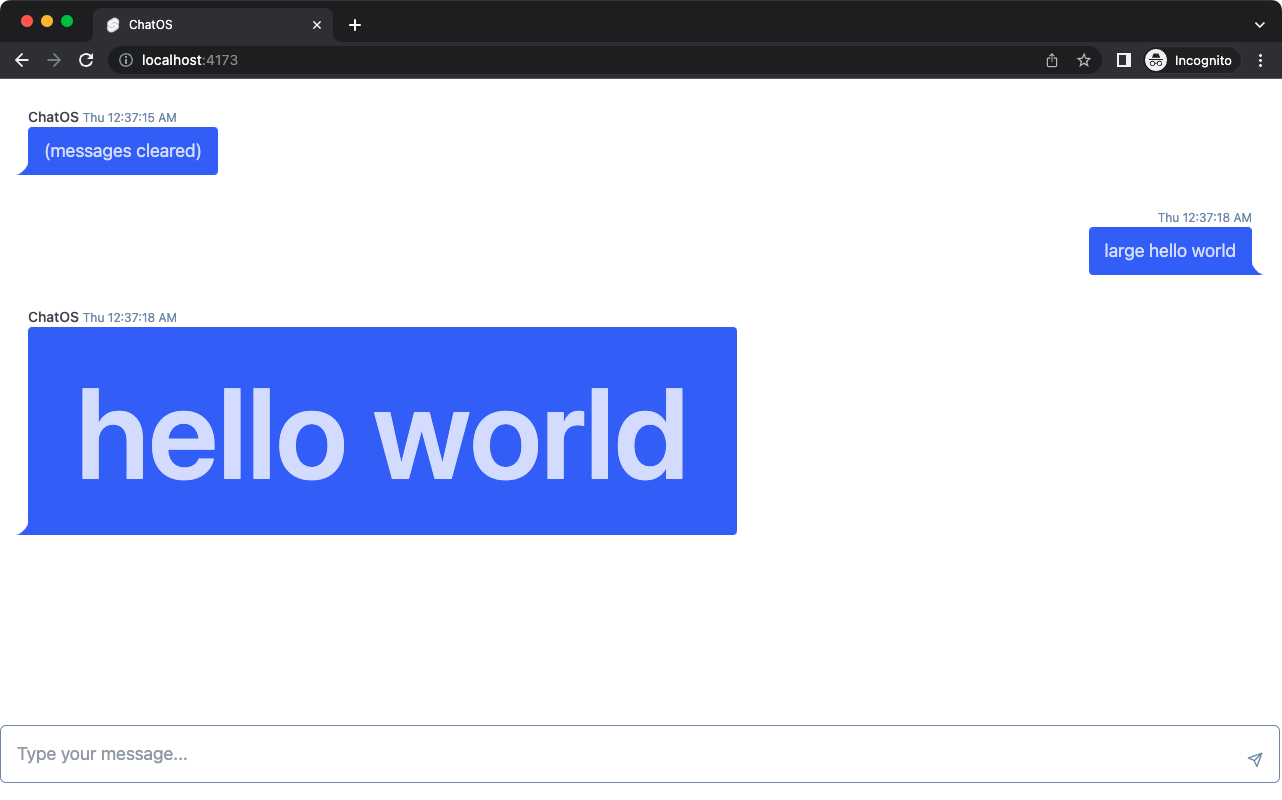 ChatOS
localhost:4173
Incognito
ChatOS Thu 12:37:15 AM
(messages cleared)
Thu 12:37:18 AM
large hello world
ChatOS Thu 12:37:18 AM
hello world
Type your message...